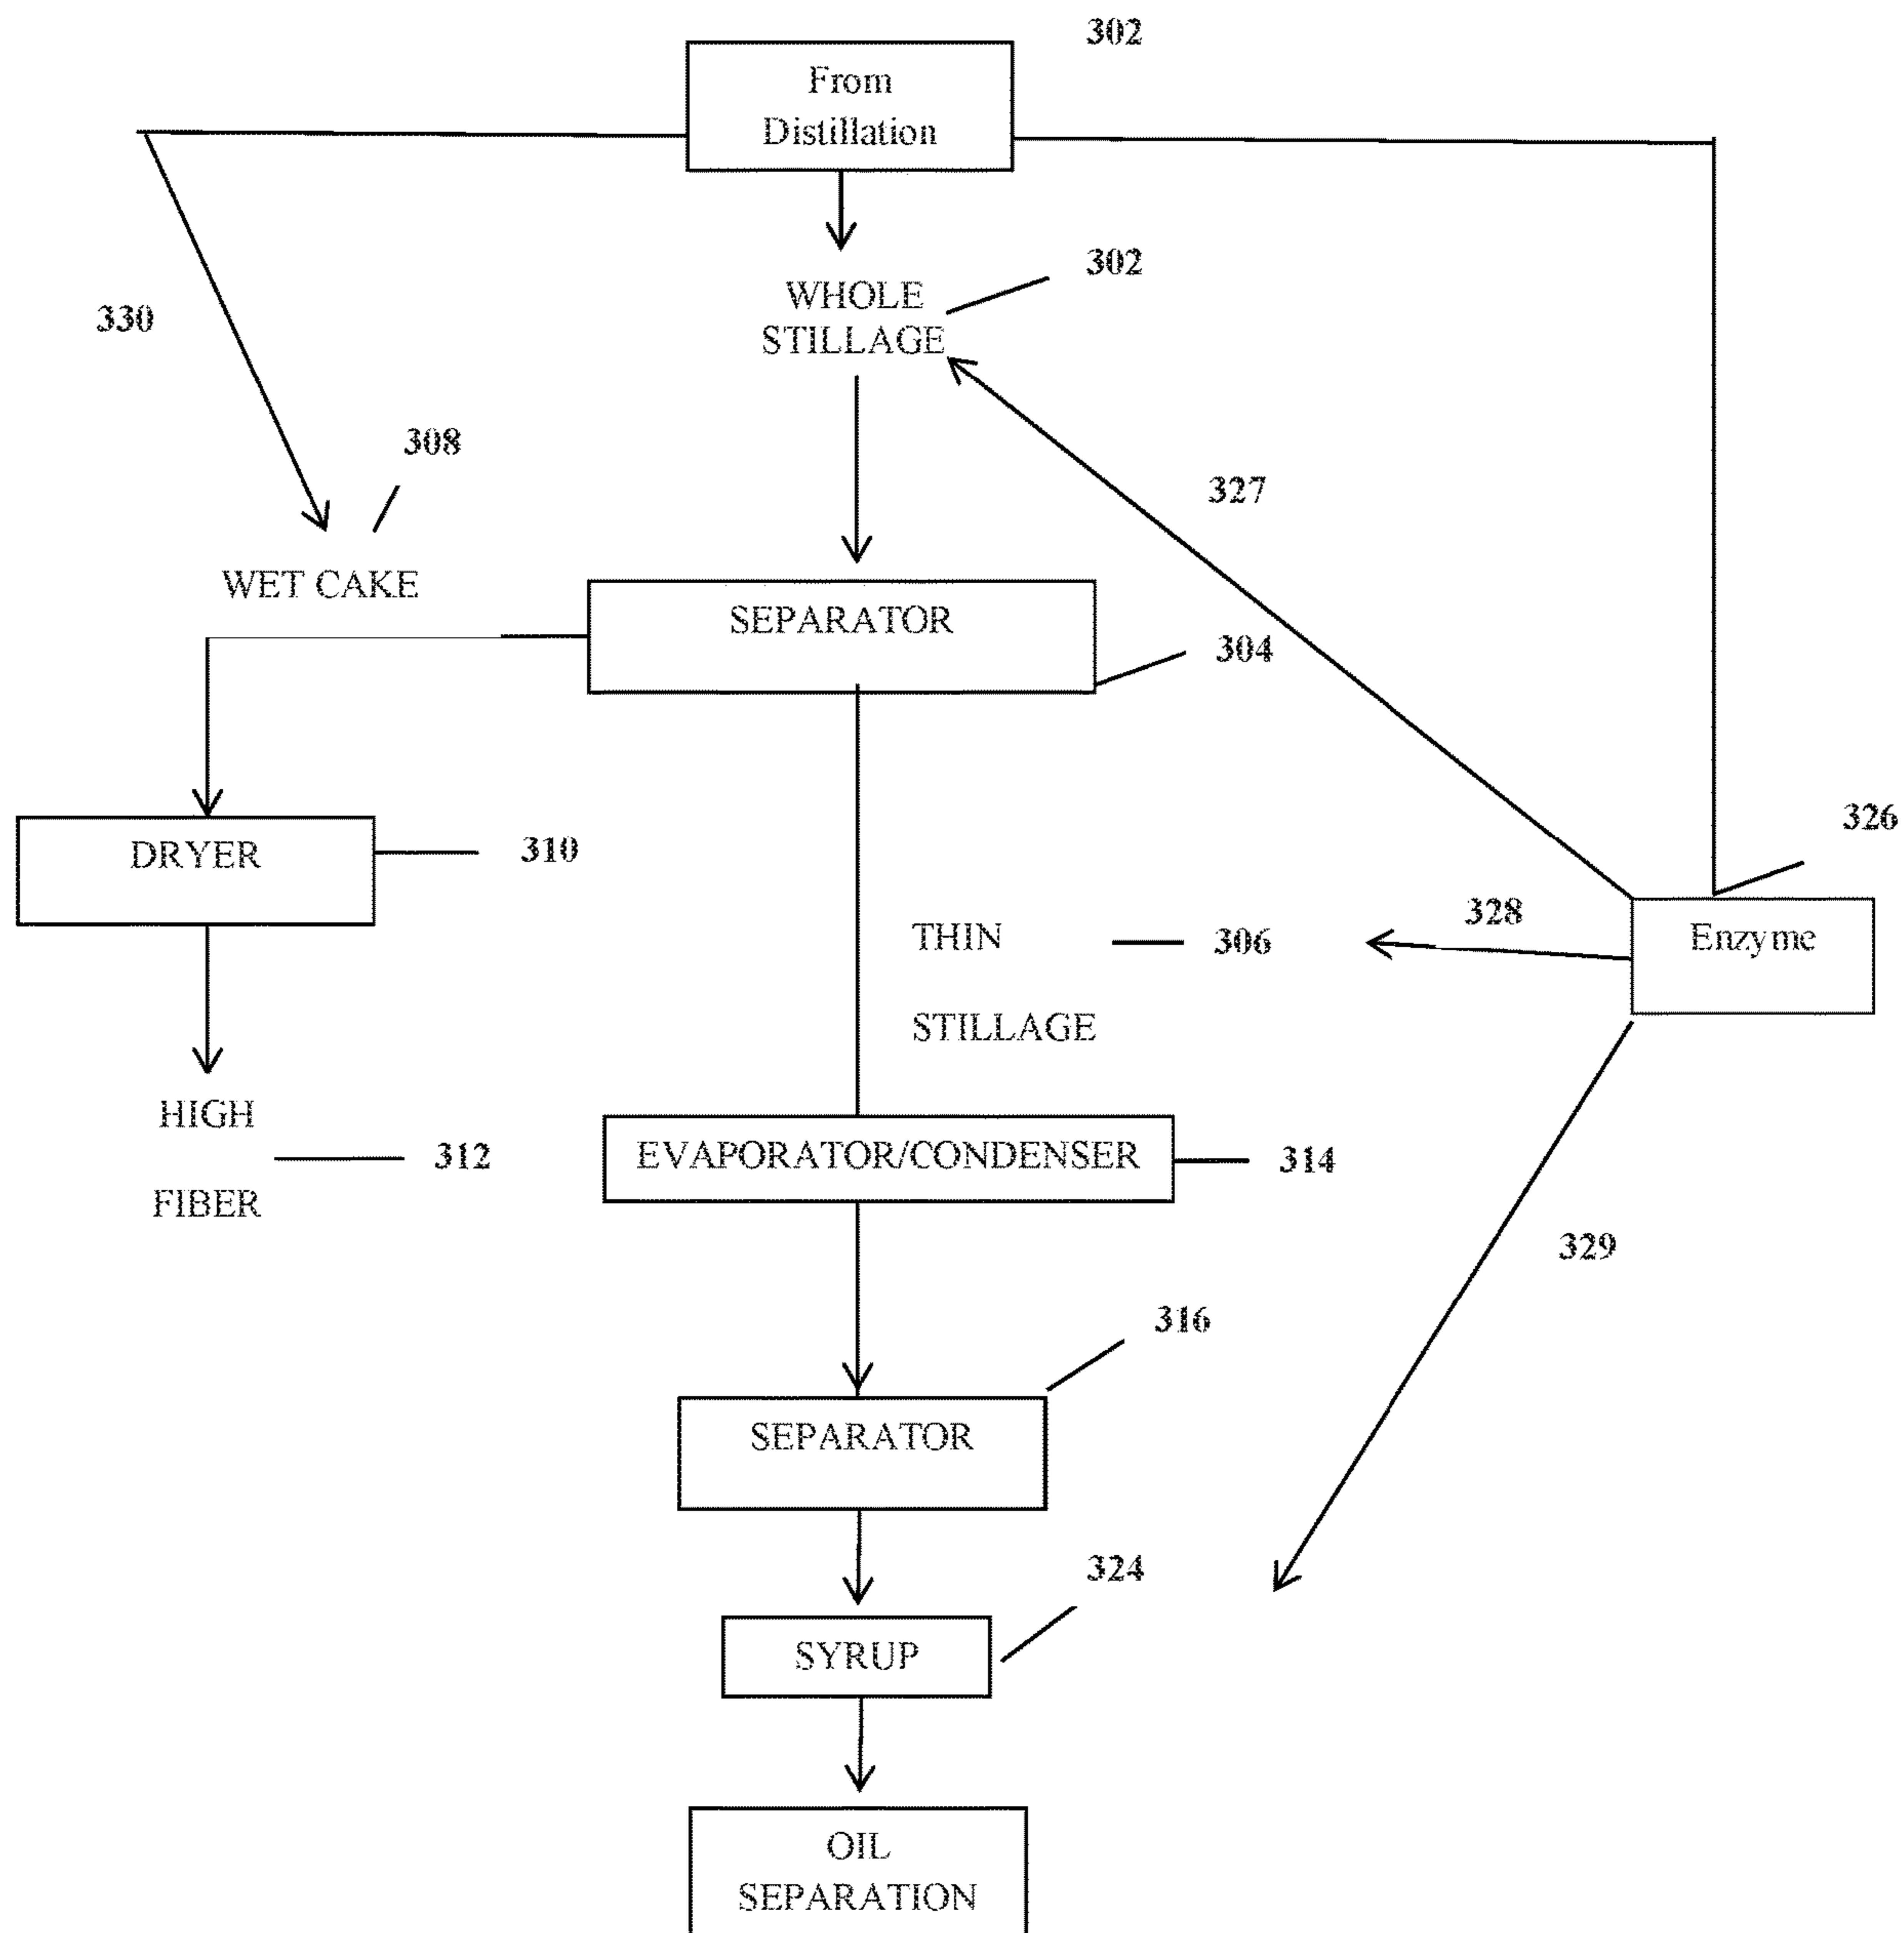 302
From
Distillation
302
WHOLE
STILLAGE
330
308
327
WET CAKE
SEPARATOR
304
326
DRYER
310
328
THIN
306
Enzyme
STILLAGE
HIGH
312
FIBER
EVAPORATOR/CONDENSER
314
329
316
SEPARATOR
324
SYRUP
OIL
SEPARATION